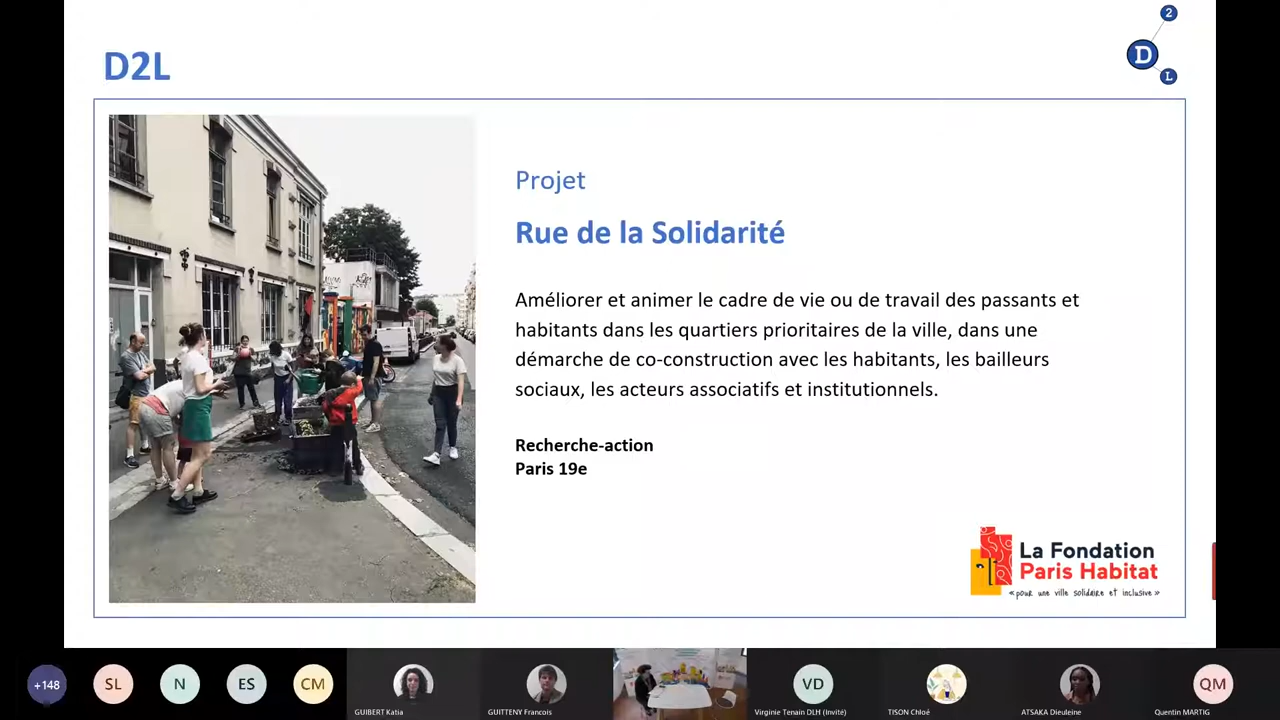 D2L
2
D
L
Projet
Rue de la Solidarité
Améliorer et animer le cadre de vie ou de travail des passants et
habitants dans les quartiers prioritaires de la ville, dans une
démarche de co-construction avec les habitants, les bailleurs
sociaux, les acteurs associatifs et institutionnels.
Recherche-action
Paris 19e
La Fondation
Paris Habitat
«pour une ville solidaire et inclusive»
+148
SL
N
ES
CM
GUIBERT Katia
GUITTENY Francois
VD
Virginie Tenain DLH (Invité)
TISON Chloé
ATSAKA Dieuleine
QM
Quentin MARTIG